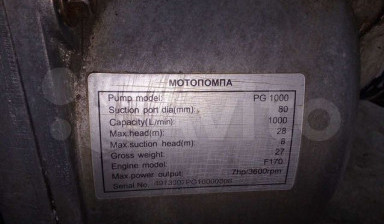 МОТОПОМПА
Pump model: PG 1000
Suction port dia(mm): 80
Capacity(L/min): 1000
Max.head(m): 28
Max.suction head(m): 8
Gross weight: 27
Engine model: F170
Max.power output: 7hp/3600rpm
Serial No.